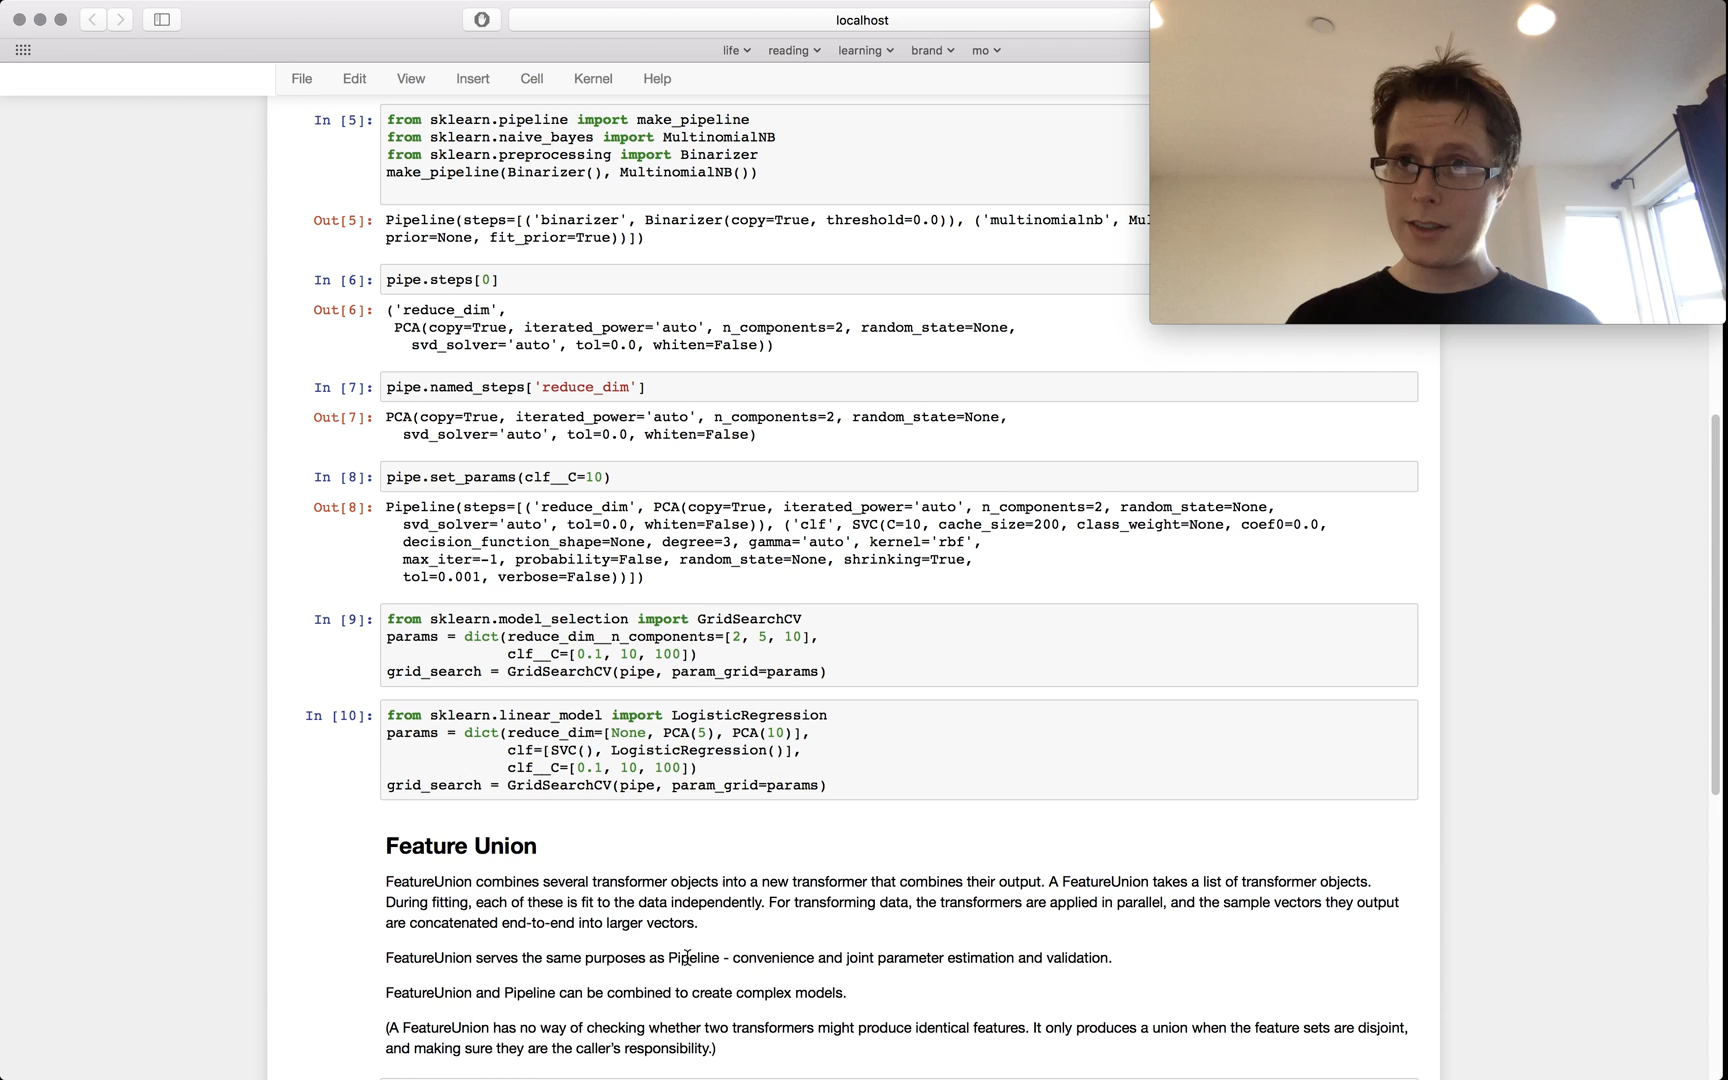 localhost
life reading learning brand mo
File Edit View Insert Cell Kernel Help
In [5]: from sklearn.pipeline import make_pipeline
from sklearn.naive_bayes import MultinomialNB
from sklearn.preprocessing import Binarizer
make_pipeline(Binarizer(), MultinomialNB())
Out[5]: Pipeline(steps=[('binarizer', Binarizer(copy=True, threshold=0.0)), ('multinomialnb',
prior=None, fit_prior=True))])
In [6]: pipe.steps[0]
Out[6]: ('reduce_dim',
PCA(copy=True, iterated_power='auto', n_components=2, random_state=None,
svd_solver='auto', tol=0.0, whiten=False))
In [7]: pipe.named_steps['reduce_dim']
Out[7]: PCA(copy=True, iterated_power='auto', n_components=2, random_state=None,
svd_solver='auto', tol=0.0, whiten=False)
In [8]: pipe.set_params(clf__C=10)
Out[8]: Pipeline(steps=[('reduce_dim', PCA(copy=True, iterated_power='auto', n_components=2, random_state=None,
svd_solver='auto', tol=0.0, whiten=False)), ('clf', SVC(C=10, cache_size=200, class_weight=None, coef0=0.0,
decision_function_shape=None, degree=3, gamma='auto', kernel='rbf',
max_iter=-1, probability=False, random_state=None, shrinking=True,
tol=0.001, verbose=False))])
In [9]: from sklearn.model_selection import GridSearchCV
params = dict(reduce_dim__n_components=[2, 5, 10],
clf__C=[0.1, 10, 100])
grid_search = GridSearchCV(pipe, param_grid=params)
In [10]: from sklearn.linear_model import LogisticRegression
params = dict(reduce_dim=[None, PCA(5), PCA(10)],
clf=[SVC(), LogisticRegression()],
clf__C=[0.1, 10, 100])
grid_search = GridSearchCV(pipe, param_grid=params)
Feature Union
FeatureUnion combines several transformer objects into a new transformer that combines their output. A FeatureUnion takes a list of transformer objects.
During fitting, each of these is fit to the data independently. For transforming data, the transformers are applied in parallel, and the sample vectors they output
are concatenated end-to-end into larger vectors.
FeatureUnion serves the same purposes as Pipeline - convenience and joint parameter estimation and validation.
FeatureUnion and Pipeline can be combined to create complex models.
(A FeatureUnion has no way of checking whether two transformers might produce identical features. It only produces a union when the feature sets are disjoint,
and making sure they are the caller's responsibility.)